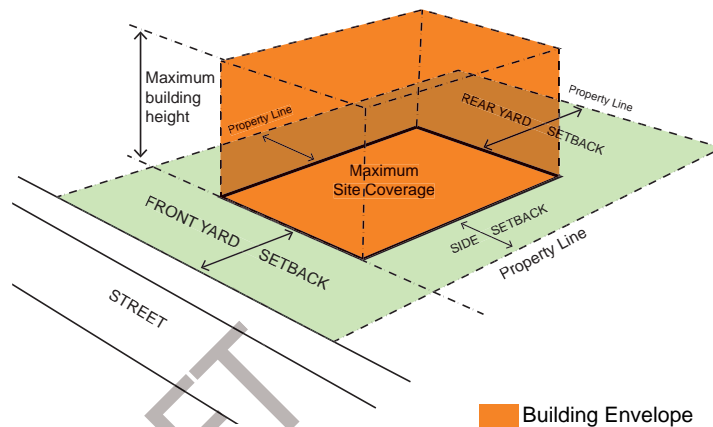 Maximum
building
height
Property Line
Property Line
REAR YARD
SETBACK
Maximum
Site Coverage
FRONT YARD
SETBACK
SIDE
SETBACK
Property Line
STREET
ET
Building Envelope